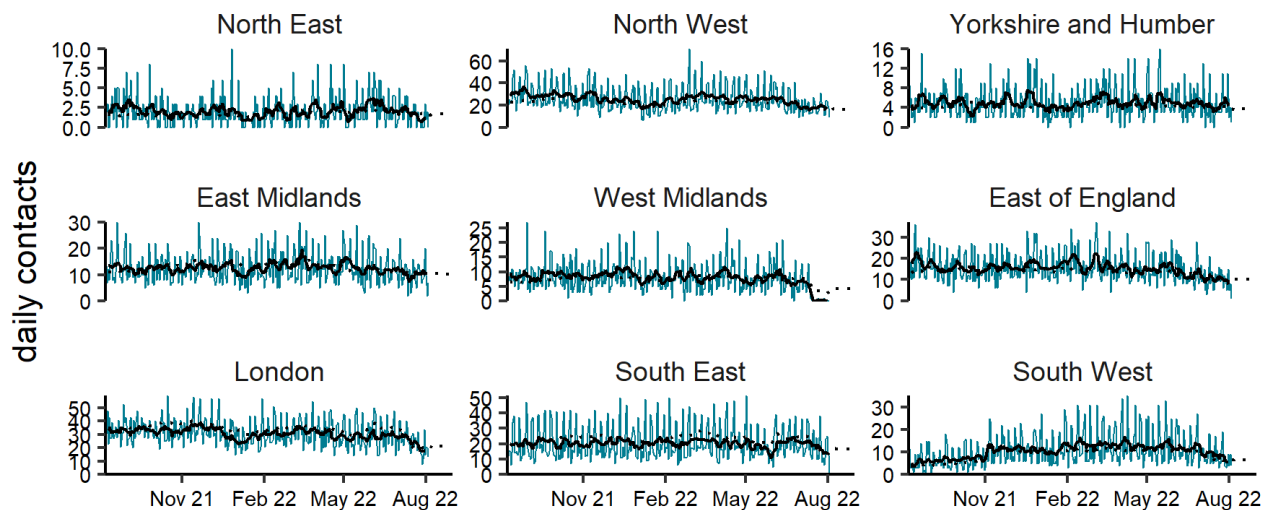 North East North West Yorkshire and Humber
10.0 60 16
7.5 40 12
5.0 20 8
2.5 0 4
0.0 0
daily contacts
East Midlands West Midlands East of England
30 25 30
20 20 20
10 15 10
0 10 0
5
0
London South East South West
50 50 30
40 40 20
30 30 10
20 20 0
10 10
0 0
Nov 21 Feb 22 May 22 Aug 22 Nov 21 Feb 22 May 22 Aug 22 Nov 21 Feb 22 May 22 Aug 22